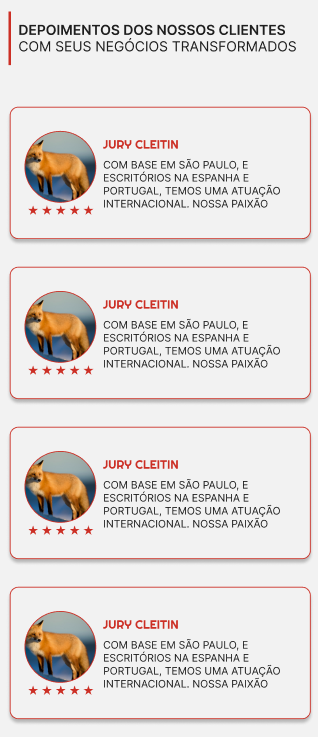 DEPOIMENTOS DOS NOSSOS CLIENTES
COM SEUS NEGÓCIOS TRANSFORMADOS
JURY CLEITIN
COM BASE EM SÃO PAULO, E
ESCRITÓRIOS NA ESPANHA E
PORTUGAL, TEMOS UMA ATUAÇÃO
INTERNACIONAL. NOSSA PAIXÃO
JURY CLEITIN
COM BASE EM SÃO PAULO, E
ESCRITÓRIOS NA ESPANHA E
PORTUGAL, TEMOS UMA ATUAÇÃO
INTERNACIONAL. NOSSA PAIXÃO
JURY CLEITIN
COM BASE EM SÃO PAULO, E
ESCRITÓRIOS NA ESPANHA E
PORTUGAL, TEMOS UMA ATUAÇÃO
INTERNACIONAL. NOSSA PAIXÃO
JURY CLEITIN
COM BASE EM SÃO PAULO, E
ESCRITÓRIOS NA ESPANHA E
PORTUGAL, TEMOS UMA ATUAÇÃO
INTERNACIONAL. NOSSA PAIXÃO